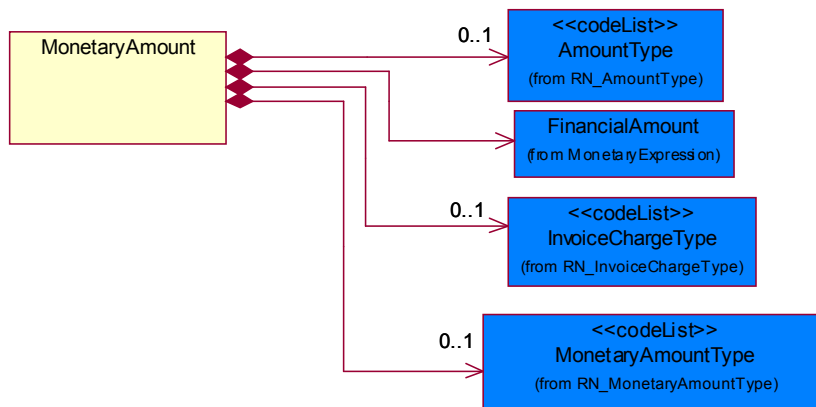 MonetaryAmount
0..1
<<codeList>>
AmountType
(from RN_AmountType)
FinancialAmount
(from MonetaryExpression)
0..1
<<codeList>>
InvoiceChargeType
(from RN_InvoiceChargeType)
0..1
<<codeList>>
MonetaryAmountType
(from RN_MonetaryAmountType)